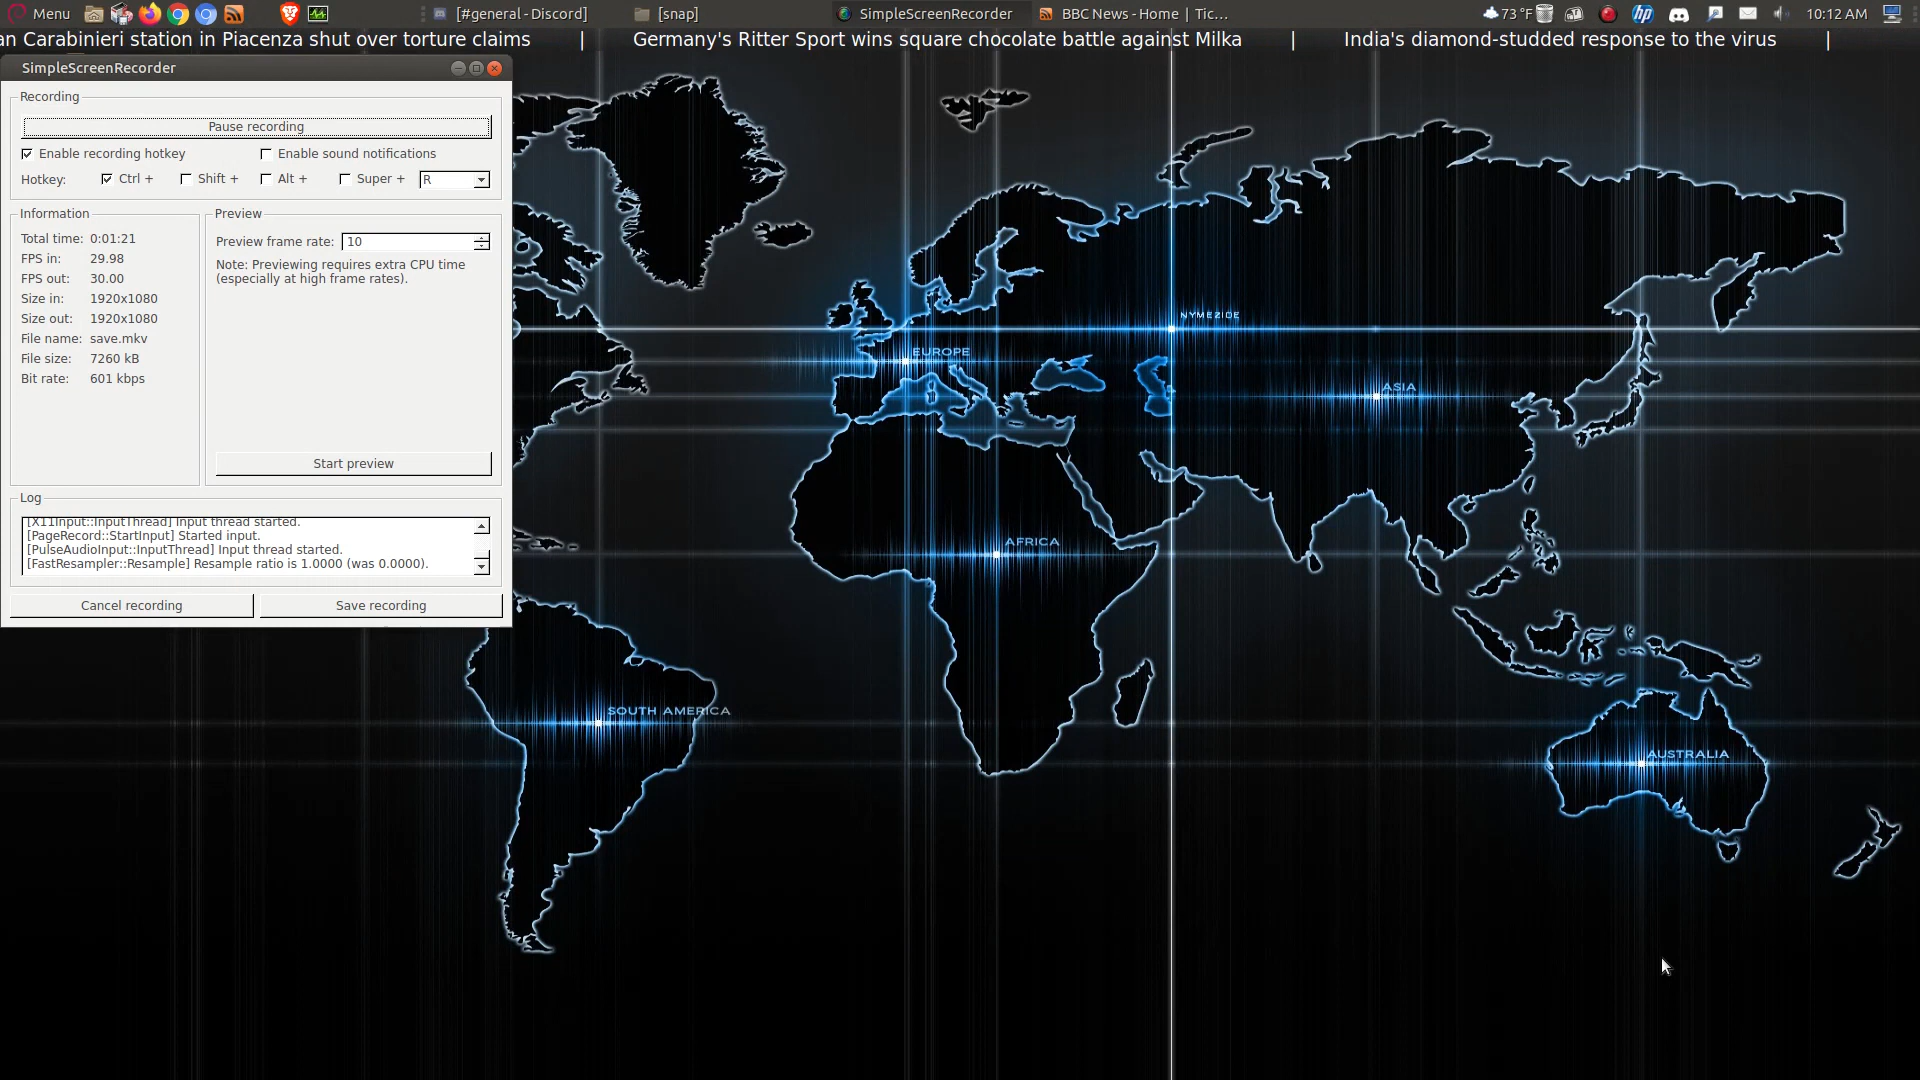 Menu
[#general - Discord]
[snap]
SimpleScreenRecorder
BBC News - Home | Tic...
73 °F
hp
10:12 AM
an Carabinieri station in Piacenza shut over torture claims | Germany's Ritter Sport wins square chocolate battle against Milka | India's diamond-studded response to the virus |
SimpleScreenRecorder
Recording
Pause recording
Enable recording hotkey
Enable sound notifications
Hotkey: Ctrl + Shift + Alt + Super + R
Information
Total time: 0:01:21
FPS in: 29.98
FPS out: 30.00
Size in: 1920x1080
Size out: 1920x1080
File name: save.mkv
File size: 7260 kB
Bit rate: 601 kbps
Preview
Preview frame rate: 10
Note: Previewing requires extra CPU time
(especially at high frame rates).
Start preview
Log
[X11Input::InputThread] Input thread started.
[PageRecord::StartInput] Started input.
[PulseAudioInput::InputThread] Input thread started.
[FastResampler::Resample] Resample ratio is 1.0000 (was 0.0000).
Cancel recording
Save recording
NYMEZIDE
EUROPE
ASIA
AFRICA
SOUTH AMERICA
AUSTRALIA